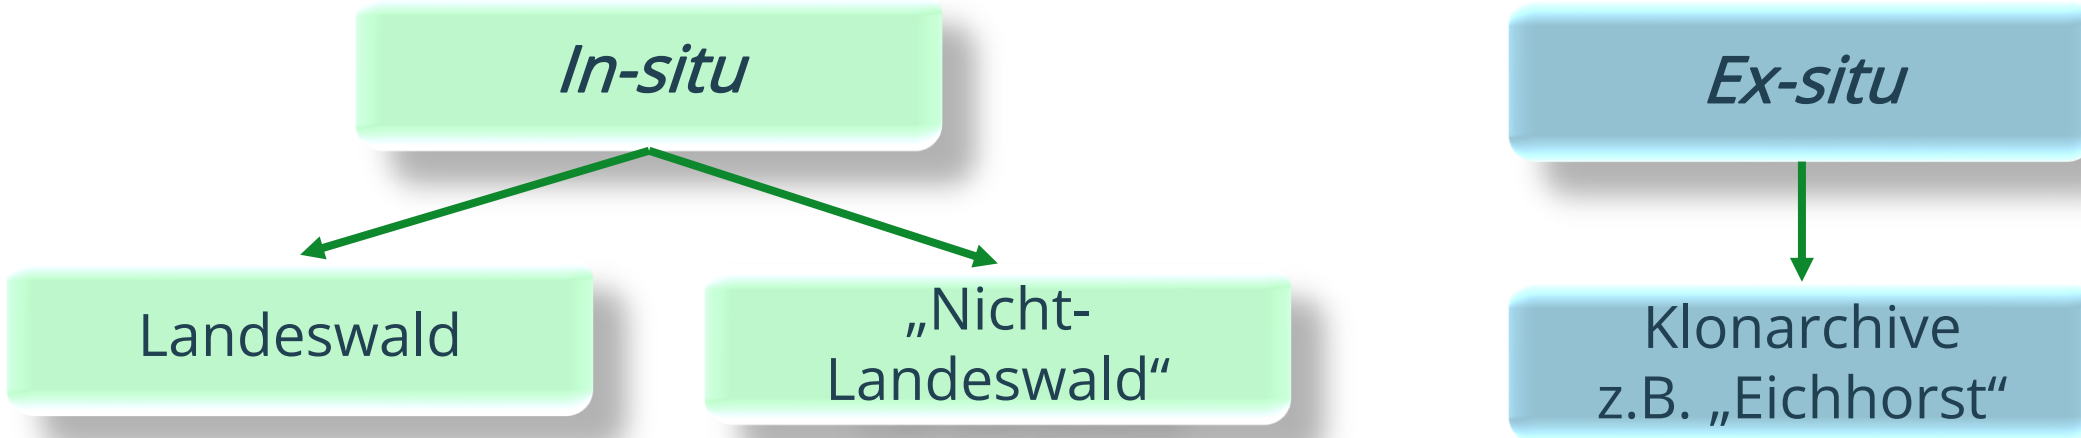 In-situ
Ex-situ
Landeswald
„Nicht-
Landeswald“
Klonarchive
z.B. „Eichhorst“